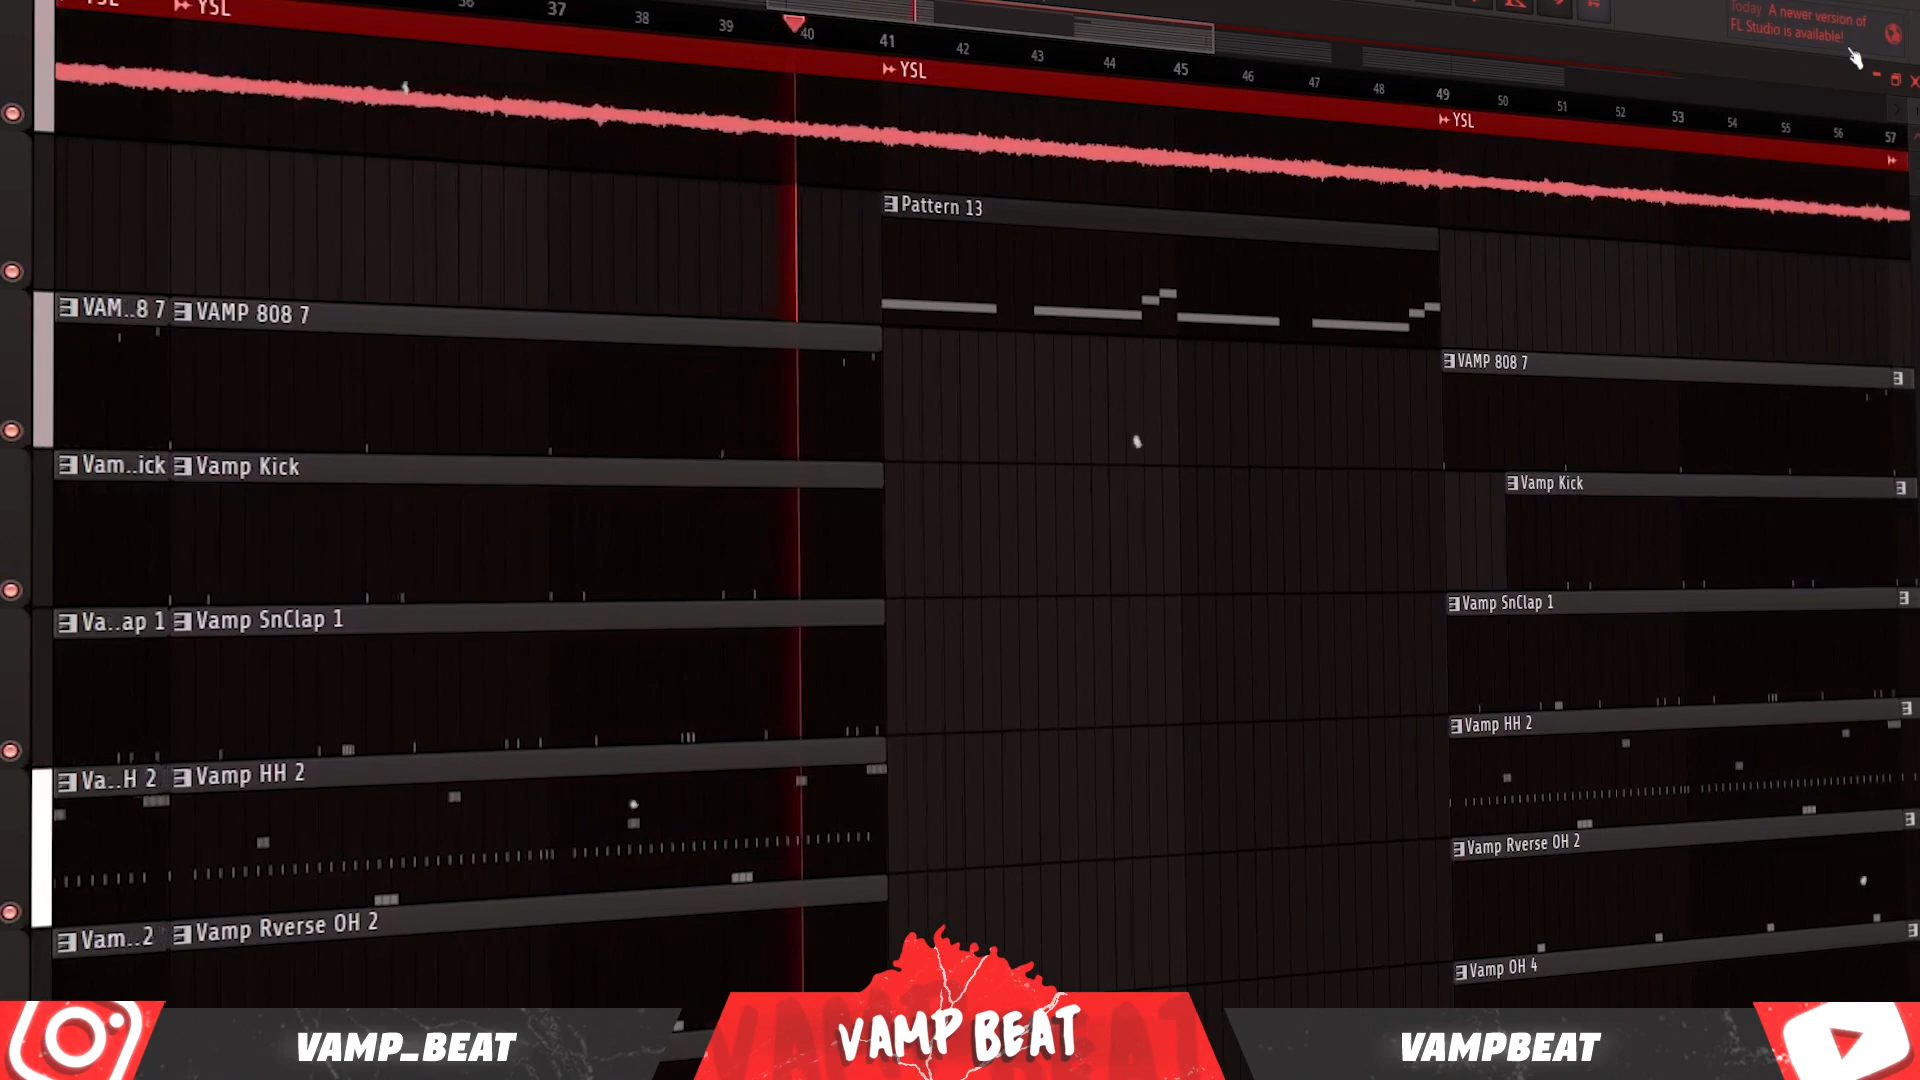 Today A newer version of
FL Studio is available!
YSL
YSL
36 37 38 39 40 41 42 43 44 45 46 47 48 49 50 51 52 53 54 55 56 57
YSL
YSL
Pattern 13
VAM..8 7
VAMP 808 7
VAMP 808 7
Vam..ick
Vamp Kick
Vamp Kick
Va..ap 1
Vamp SnClap 1
Vamp SnClap 1
Va..H 2
Vamp HH 2
Vamp HH 2
Vamp Rverse OH 2
Vam..2
Vamp Rverse OH 2
Vamp OH 4
VAMP_BEAT
VAMP BEAT
VAMPBEAT